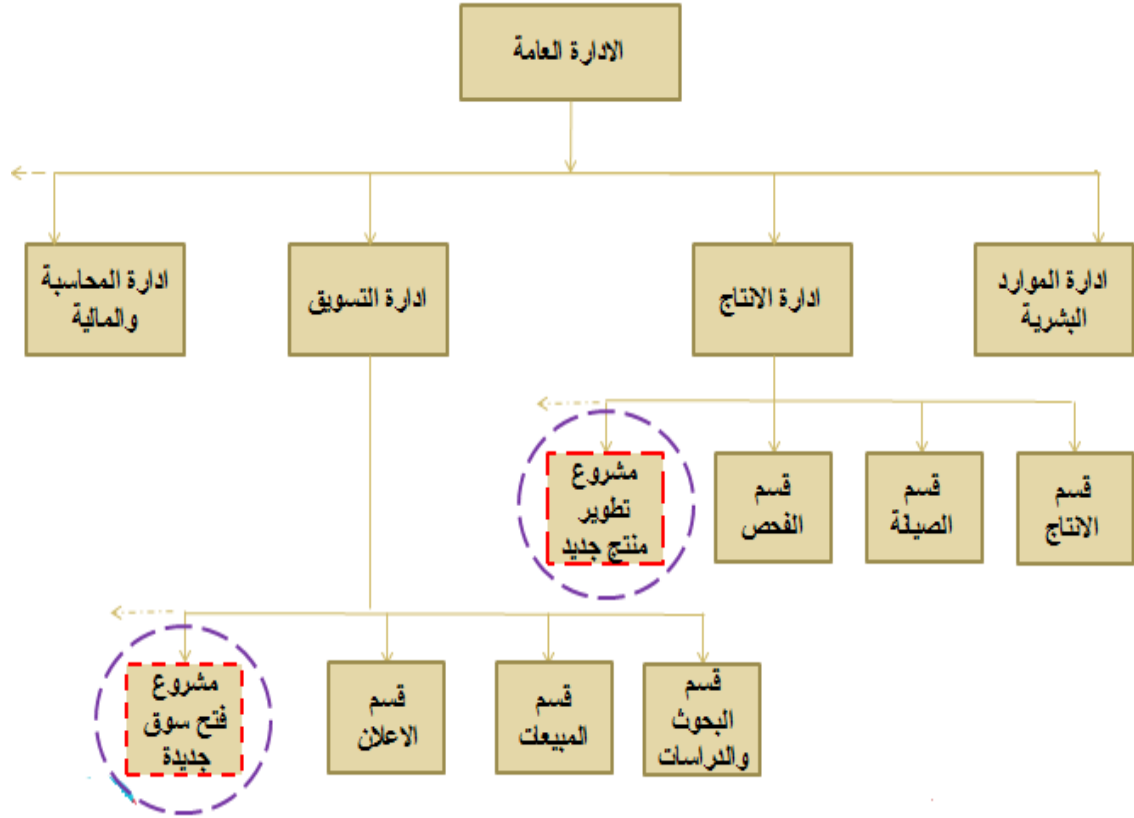 الادارة العامة
ادارة الموارد
البشرية
ادارة الانتاج
ادارة التسويق
ادارة المحاسبة
والمالية
قسم
الانتاج
قسم
الصيانة
قسم
الفحص
مشروع
تطوير
منتج جديد
قسم
البحوث
والدراسات
قسم
المبيعات
قسم
الاعلان
مشروع
فتح سوق
جديدة